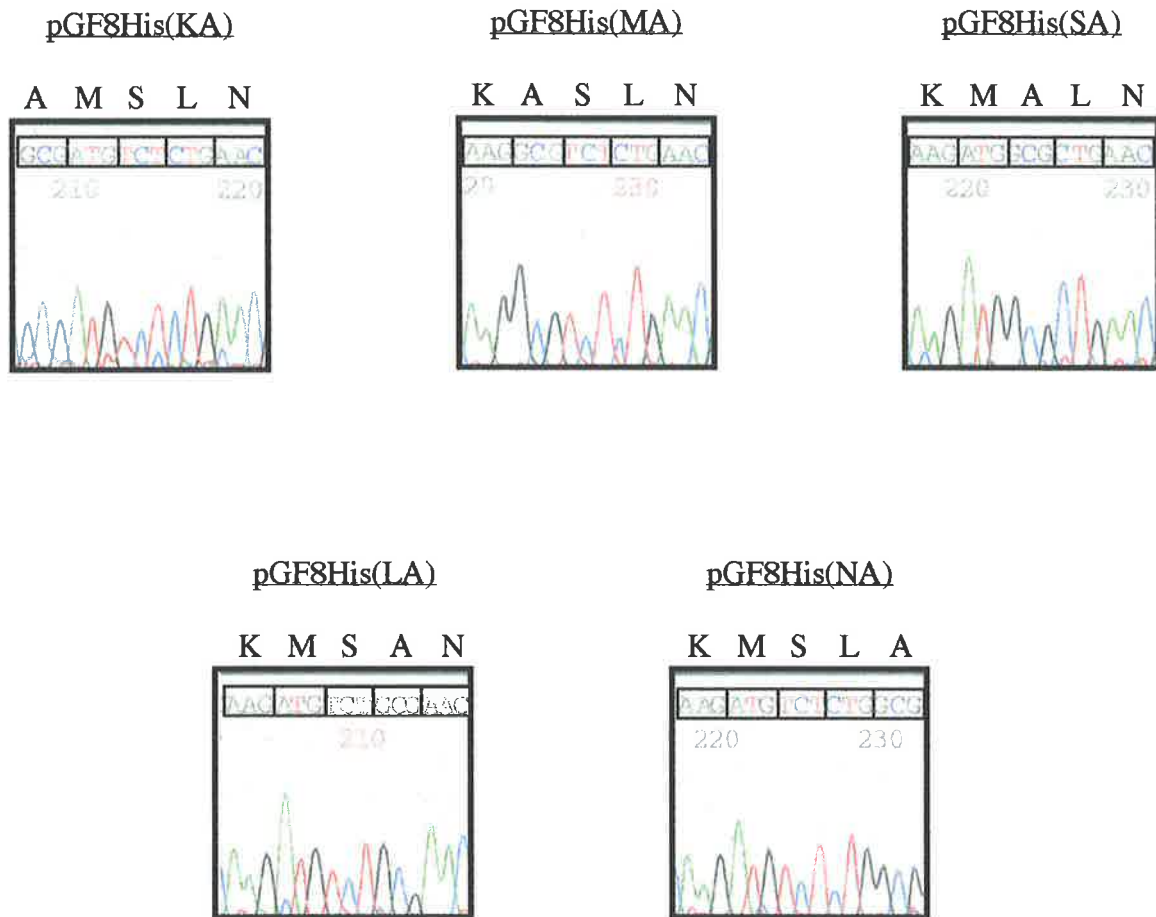 pGF8His(KA) pGF8His(MA) pGF8His(SA)
A M S L N K A S L N K M A L N
GCG ATG TCT CTG AAC AAG GCG TCT CTG AAC AAG ATG GCG CTG AAC
210 220 230 220 230
pGF8His(LA) pGF8His(NA)
K M S A N K M S L A
AAG ATG TCT AAC AAG ATG TCT CTG GCG
210 220 230